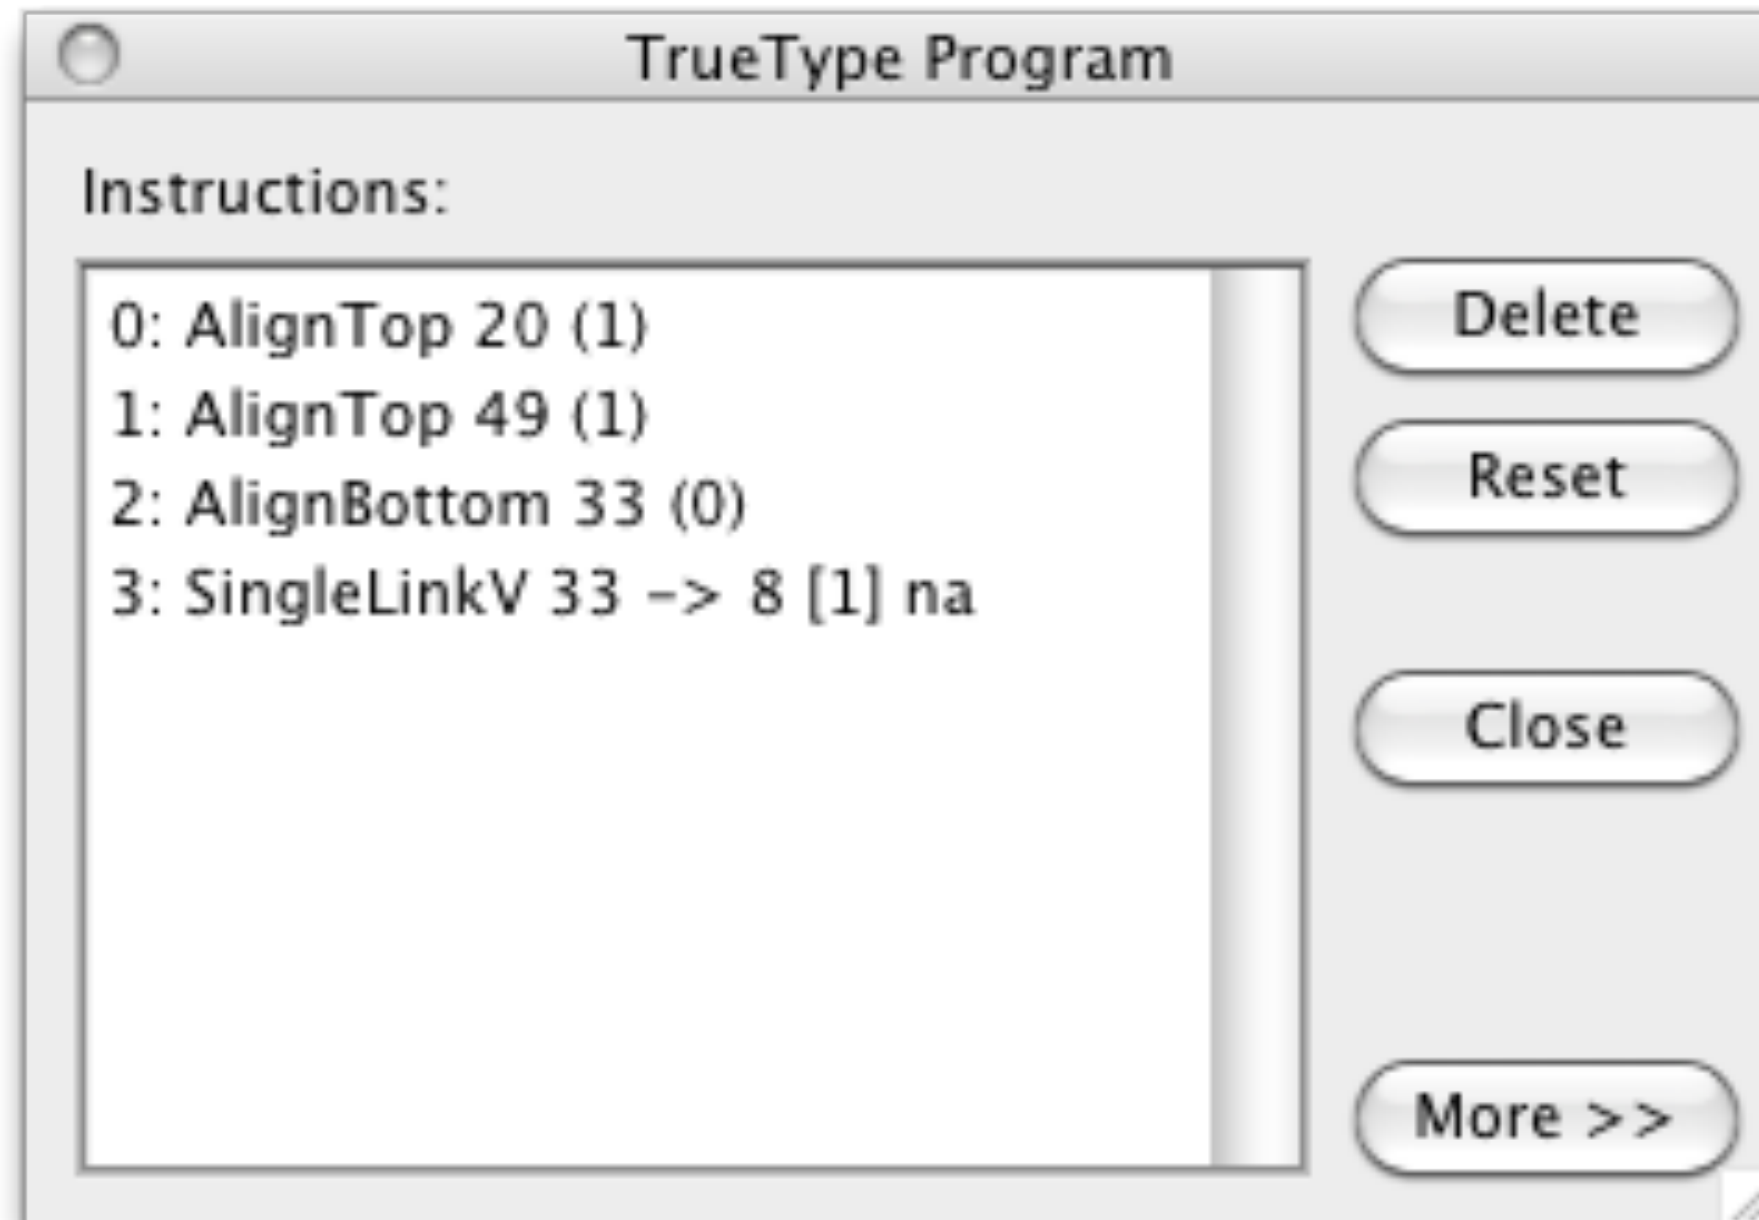 TrueType Program
Instructions:
0: AlignTop 20 (1)
1: AlignTop 49 (1)
2: AlignBottom 33 (0)
3: SingleLinkV 33 -> 8 [1] na
Delete
Reset
Close
More >>